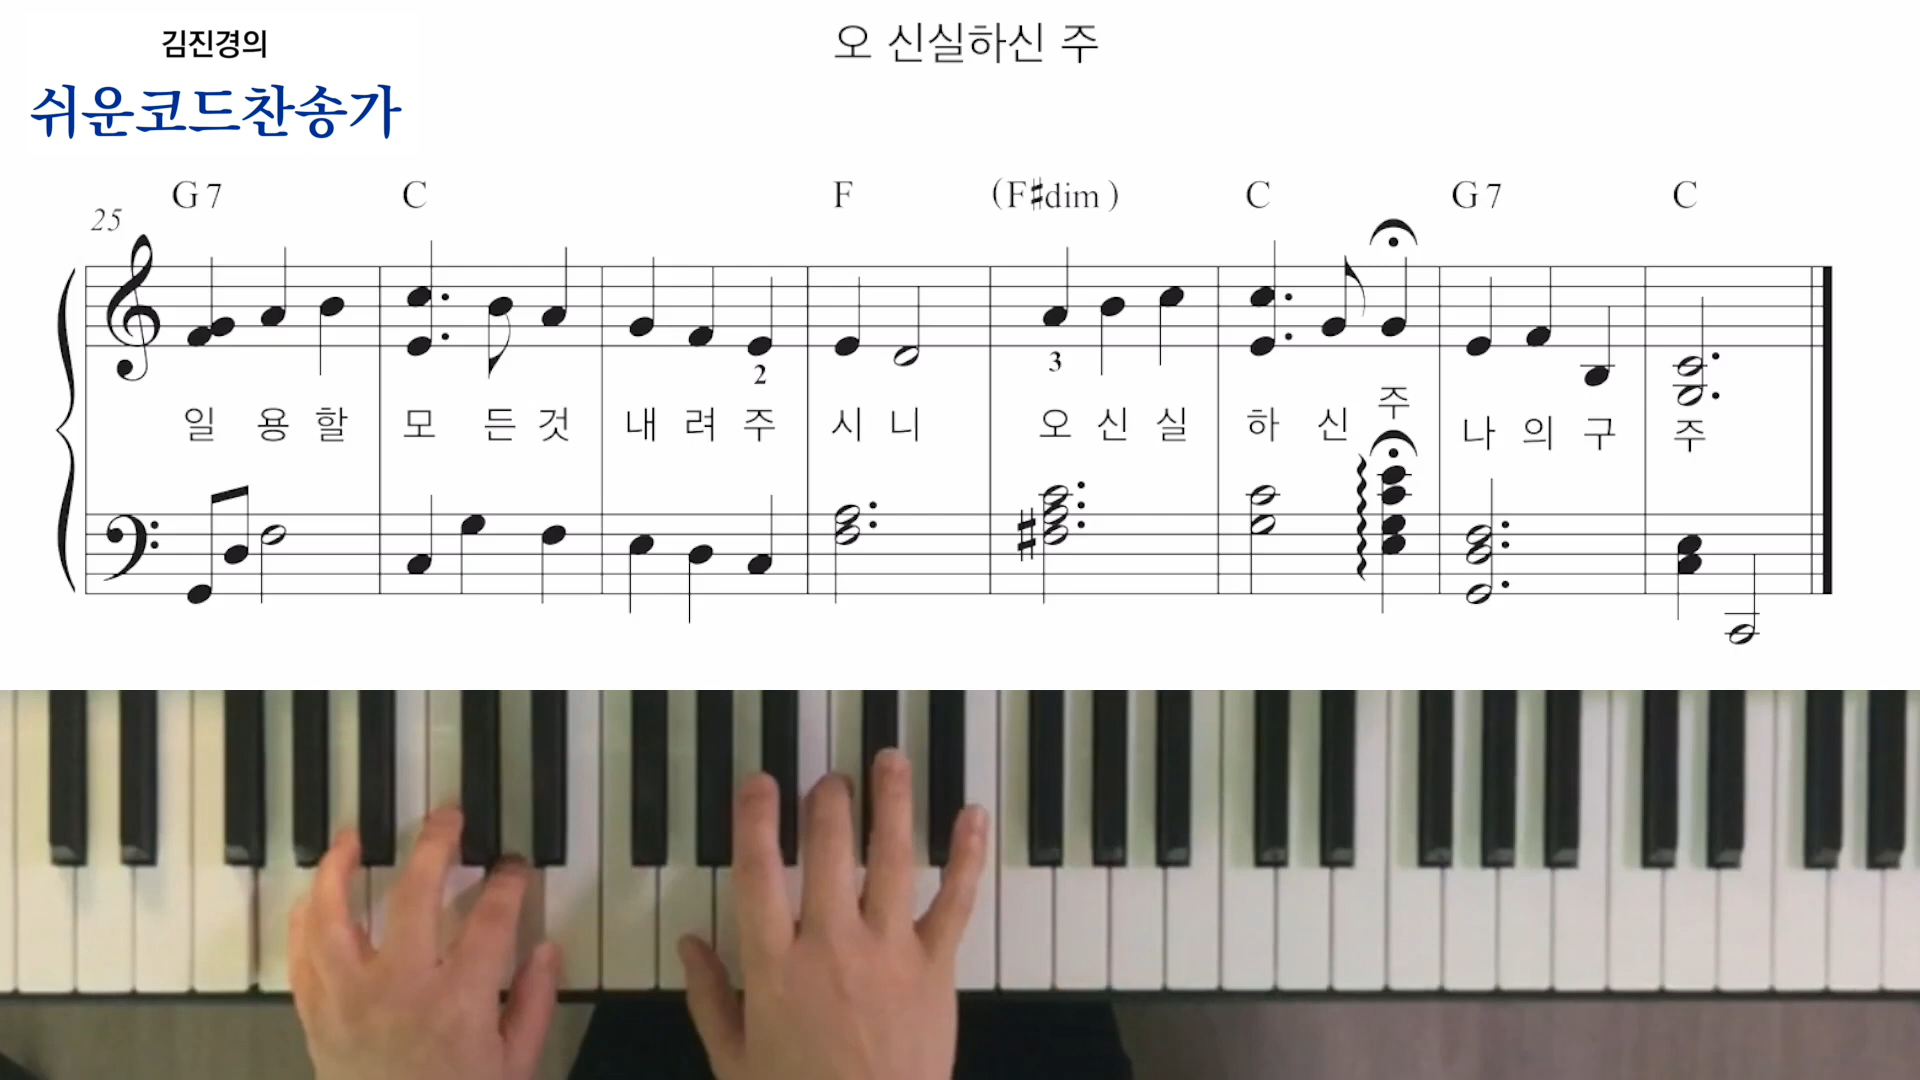 김진경의
쉬운코드찬송가
오 신실하신 주
G7 C F (F♯dim) C G7 C
25
2 3
일 용 할 모 든 것 내 려 주 시 니 오 신 실 하 신 주 나 의 구 주